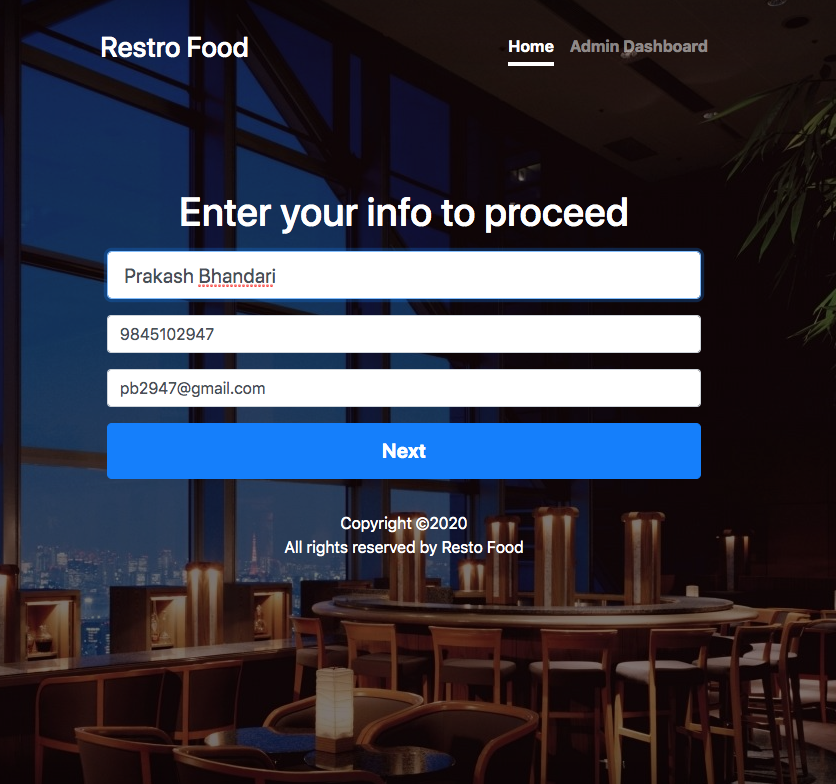 Restro Food
Home Admin Dashboard
Enter your info to proceed
Prakash Bhandari
9845102947
pb2947@gmail.com
Next
Copyright ©2020
All rights reserved by Resto Food